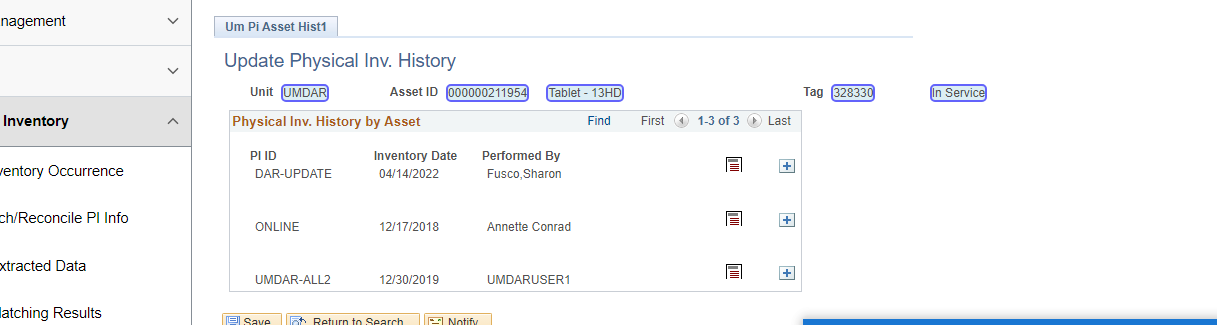 nagement
Inventory
ventory Occurrence
ch/Reconcile PI Info
xtracted Data
latching Results
Um Pi Asset Hist1
Update Physical Inv. History
Unit UMDAR Asset ID 000000211954 Tablet - 13HD Tag 328330 In Service
Physical Inv. History by Asset Find First 1-3 of 3 Last
PI ID Inventory Date Performed By
DAR-UPDATE 04/14/2022 Fusco,Sharon
ONLINE 12/17/2018 Annette Conrad
UMDAR-ALL2 12/30/2019 UMDARUSER1
Save Return to Search Notify